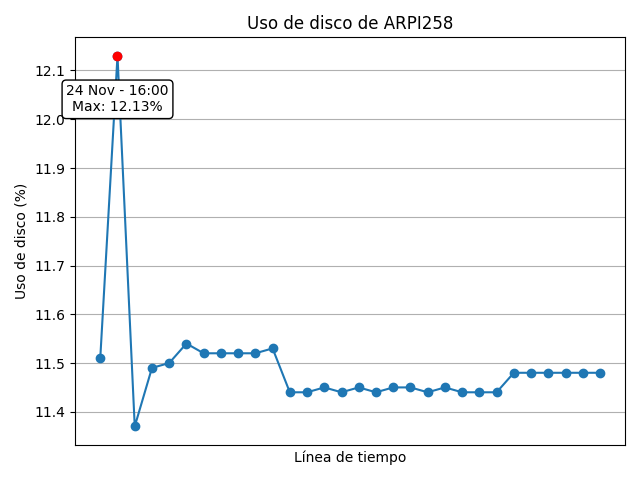 Uso de disco de ARPI258
Uso de disco (%)
12.1
12.0
11.9
11.8
11.7
11.6
11.5
11.4
24 Nov - 16:00
Max: 12.13%
Línea de tiempo